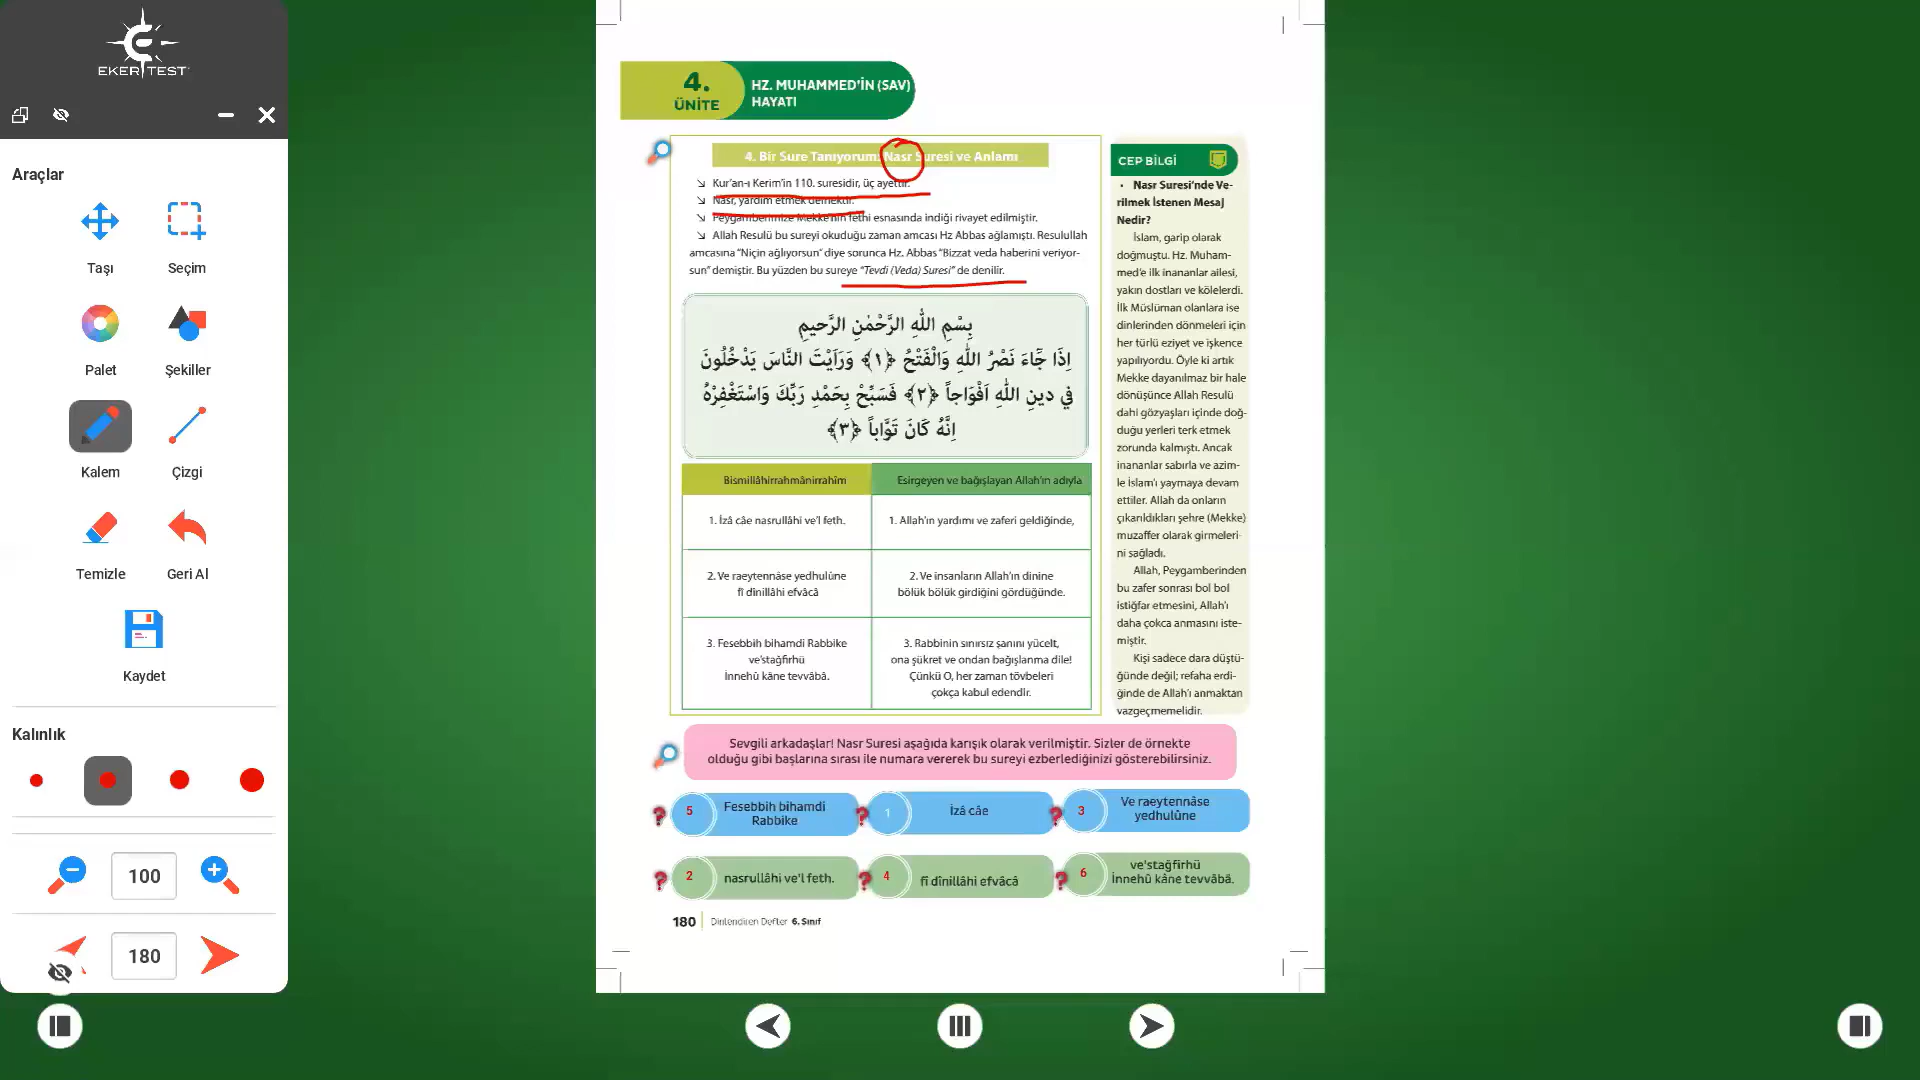 EKER TEST
Araçlar
Taşı
Seçim
Palet
Şekiller
Kalem
Çizgi
Temizle
Geri Al
Kaydet
Kalınlık
100
180
4.
ÜNİTE
HZ. MUHAMMED'İN (SAV)
HAYATI
4. Bir Sure Tanıyorum: Nasr Suresi ve Anlamı
↘ Kur'an-ı Kerim'in 110. suresidir, üç ayettir.
↘ Nasr, yardım etmek demektir.
↘ Peygamberimize Mekke'nin fethi esnasında indiği rivayet edilmiştir.
↘ Allah Resulü bu sureyi okuduğu zaman amcası Hz Abbas ağlamıştı. Resulullah
amcasına "Niçin ağlıyorsun" diye sorunca Hz. Abbas "Bizzat veda haberini veriyor-
sun" demiştir. Bu yüzden bu sureye "Tevdi (Veda) Suresi" de denilir.
بِسْمِ اللّٰهِ الرَّحْمٰنِ الرَّحٖيمِ
اِذَا جَٓاءَ نَصْرُ اللّٰهِ وَالْفَتْحُ ﴿١﴾ وَرَاَيْتَ النَّاسَ يَدْخُلُونَ
فٖي دٖينِ اللّٰهِ اَفْوَاجاً ﴿٢﴾ فَسَبِّحْ بِحَمْدِ رَبِّكَ وَاسْتَغْفِرْهُ
اِنَّهُ كَانَ تَوَّاباً ﴿٣﴾
Bismillâhirrahmânirrahîm
Esirgeyen ve bağışlayan Allah'ın adıyla
1. İzâ câe nasrullâhi ve'l feth.
1. Allah'ın yardımı ve zaferi geldiğinde,
2. Ve raeytennâse yedhulûne
fî dînillâhi efvâcâ
2. Ve insanların Allah'ın dinine
bölük bölük girdiğini gördüğünde.
3. Fesebbih bihamdi Rabbike
ve'stağfirhü
İnnehû kâne tevvâbâ.
3. Rabbinin sınırsız şanını yücelt,
ona şükret ve ondan bağışlanma dile!
Çünkü O, her zaman tövbeleri
çokça kabul edendir.
CEP BİLGİ
• Nasr Suresi'nde Ve-
rilmek İstenen Mesaj
Nedir?
İslam, garip olarak
doğmuştu. Hz. Muham-
med'e ilk inananlar ailesi,
yakın dostları ve kölelerdi.
İlk Müslüman olanlara ise
dinlerinden dönmeleri için
her türlü eziyet ve işkence
yapılıyordu. Öyle ki artık
Mekke dayanılmaz bir hale
dönüşünce Allah Resulü
dahi gözyaşları içinde doğ-
duğu yerleri terk etmek
zorunda kalmıştı. Ancak
inananlar sabırla ve azim-
le İslam'ı yaymaya devam
ettiler. Allah da onların
çıkarıldıkları şehre (Mekke)
muzaffer olarak girmeleri-
ni sağladı.
Allah, Peygamberinden
bu zafer sonrası bol bol
istiğfar etmesini, Allah'ı
daha çokca anmasını iste-
miştir.
Kişi sadece dara düştü-
ğünde değil; refaha erdi-
ğinde de Allah'ı anmaktan
vazgeçmemelidir.
Sevgili arkadaşlar! Nasr Suresi aşağıda karışık olarak verilmiştir. Sizler de örnekte
olduğu gibi başlarına sırası ile numara vererek bu sureyi ezberlediğinizi gösterebilirsiniz.
5 Fesebbih bihamdi
Rabbike
1 İzâ câe
3 Ve raeytennâse
yedhulûne
2 nasrullâhi ve'l feth.
4 fî dînillâhi efvâcâ
6 ve'stağfirhü
İnnehû kâne tevvâbâ.
180 Dinlendiren Defter 6. Sınıf